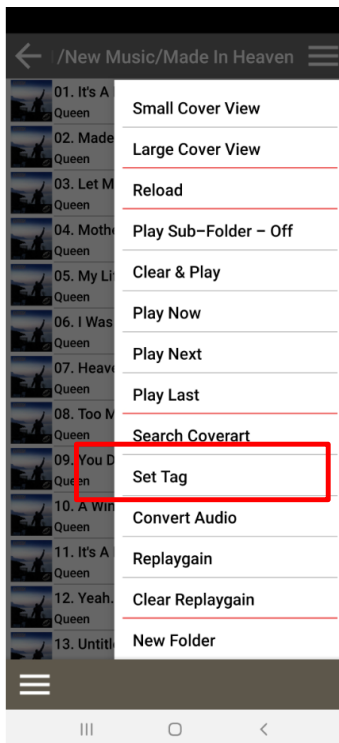 /New Music/Made In Heaven
01. It's A
Queen
02. Made
Queen
03. Let M
Queen
04. Moth
Queen
05. My Li
Queen
06. I Was
Queen
07. Heave
Queen
08. Too M
Queen
09. You D
Queen
10. A Win
Queen
11. It's A
Queen
12. Yeah.
Queen
13. Untitl
Small Cover View
Large Cover View
Reload
Play Sub-Folder - Off
Clear & Play
Play Now
Play Next
Play Last
Search Coverart
Set Tag
Convert Audio
Replaygain
Clear Replaygain
New Folder